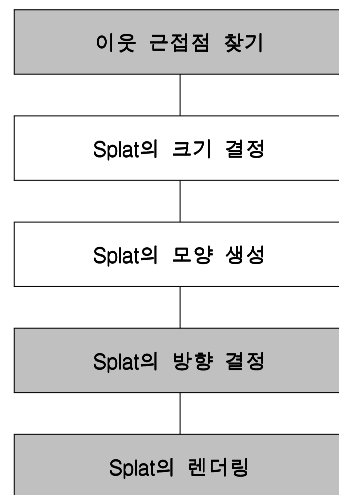 이웃 근접점 찾기
Splat의 크기 결정
Splat의 모양 생성
Splat의 방향 결정
Splat의 렌더링